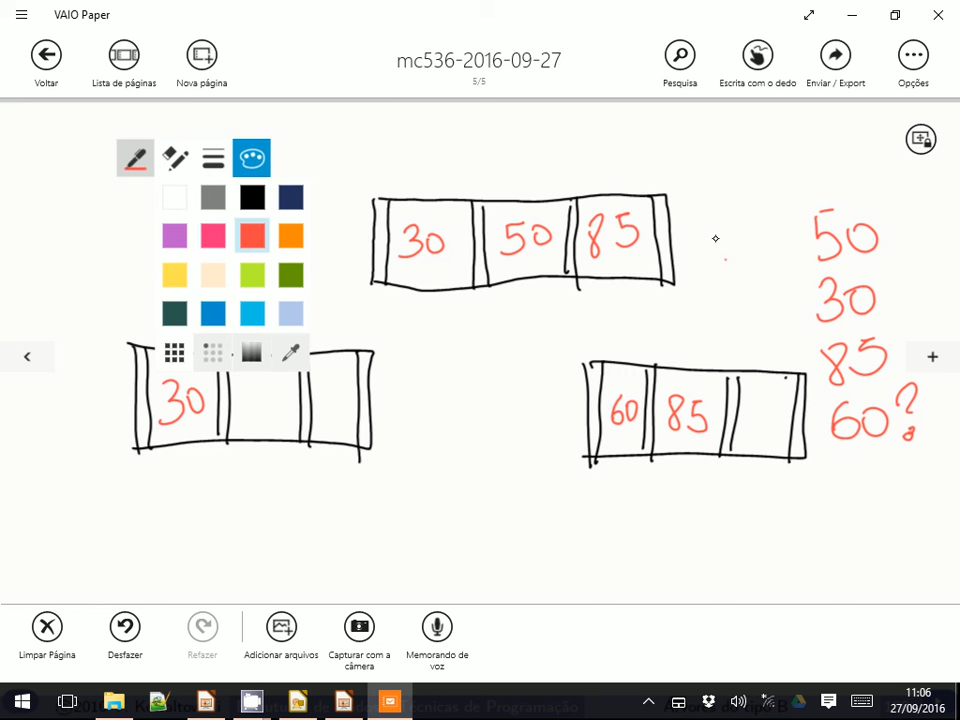 VAIO Paper
Voltar
Lista de páginas
Nova página
mc536-2016-09-27
5/5
Pesquisa
Escrita com o dedo
Enviar / Export
Opções
30 50 85
50
30
85
60?
30
60 85
Limpar Página
Desfazer
Refazer
Adicionar arquivos
Capturar com a
câmera
Memorando de
voz
11:06
27/09/2016